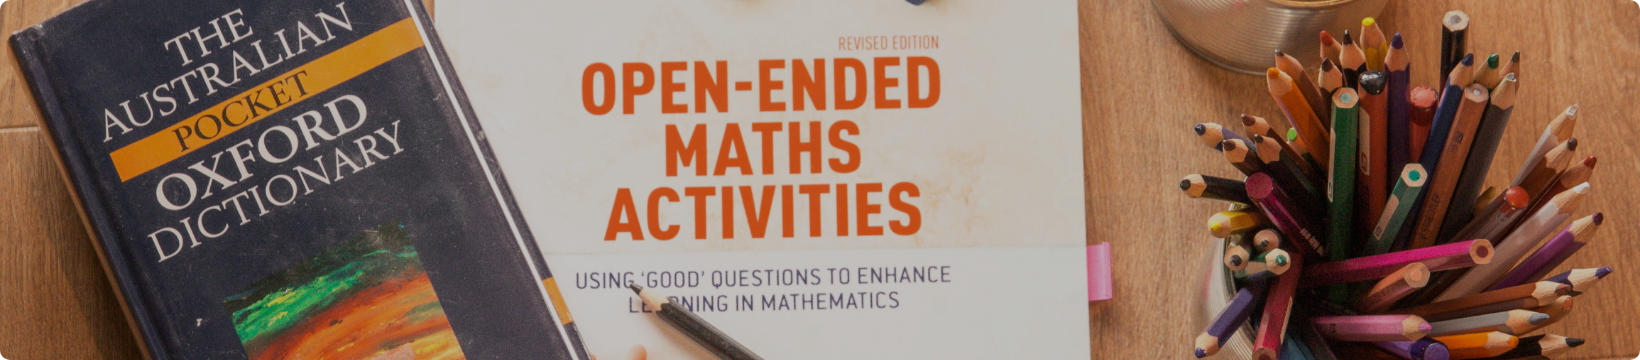 THE
AUSTRALIAN
POCKET
OXFORD
DICTIONARY
REVISED EDITION
OPEN-ENDED
MATHS
ACTIVITIES
USING 'GOOD' QUESTIONS TO ENHANCE
IN MATHEMATICS